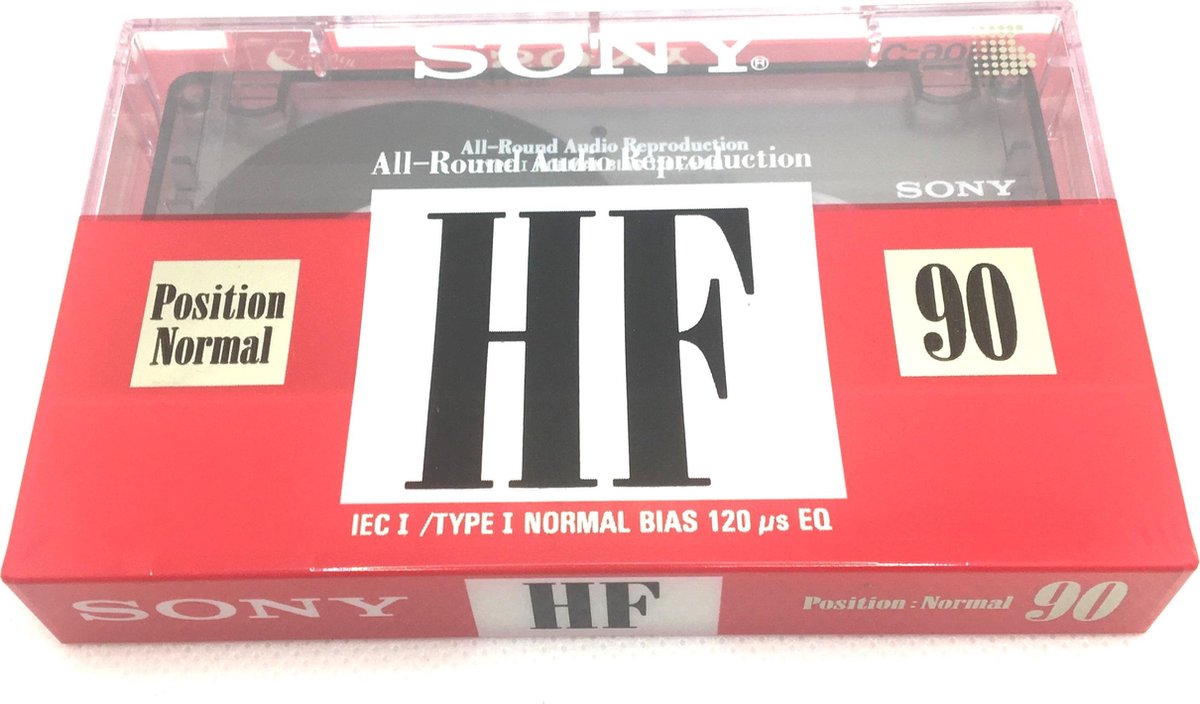 SONY®
C-90HFX
All-Round Audio Reproduction
All-Round Audio Reproduction
SONY
Position
Normal
HF
90
IEC I /TYPE I NORMAL BIAS 120 μs EQ
SONY
HF
Position : Normal
90